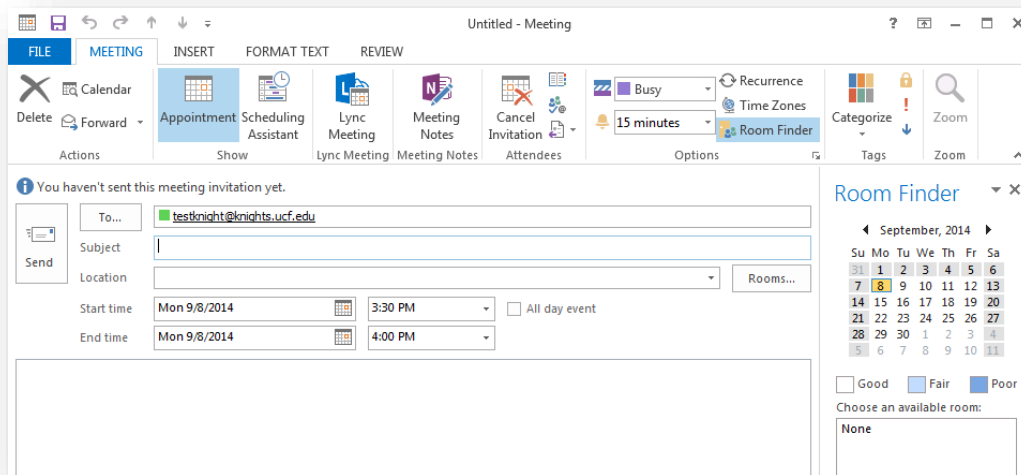 Untitled - Meeting
?
FILE MEETING INSERT FORMAT TEXT REVIEW
Delete
Calendar
Forward
Actions
Appointment
Scheduling
Assistant
Show
Lync
Meeting
Lync Meeting
Meeting
Notes
Meeting Notes
Cancel
Invitation
Attendees
Busy
15 minutes
Recurrence
Time Zones
Room Finder
Options
Categorize
Tags
Zoom
Zoom
You haven't sent this meeting invitation yet.
Send
To... testknight@knights.ucf.edu
Subject
Location Rooms...
Start time Mon 9/8/2014 3:30 PM All day event
End time Mon 9/8/2014 4:00 PM
Room Finder
September, 2014
Su Mo Tu We Th Fr Sa
31 1 2 3 4 5 6
7 8 9 10 11 12 13
14 15 16 17 18 19 20
21 22 23 24 25 26 27
28 29 30 1 2 3 4
5 6 7 8 9 10 11
Good Fair Poor
Choose an available room:
None